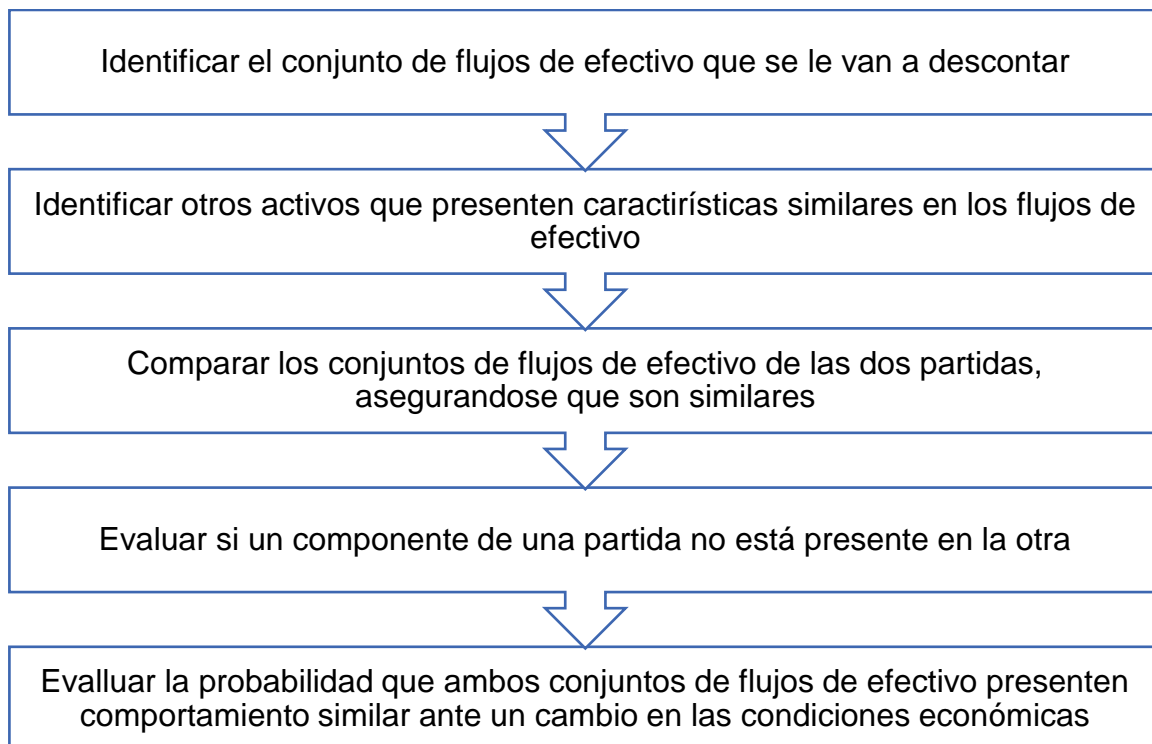 Identificar el conjunto de flujos de efectivo que se le van a descontar
Identificar otros activos que presenten caractirísticas similares en los flujos de
efectivo
Comparar los conjuntos de flujos de efectivo de las dos partidas,
asegurandose que son similares
Evaluar si un componente de una partida no está presente en la otra
Evalluar la probabilidad que ambos conjuntos de flujos de efectivo presenten
comportamiento similar ante un cambio en las condiciones económicas